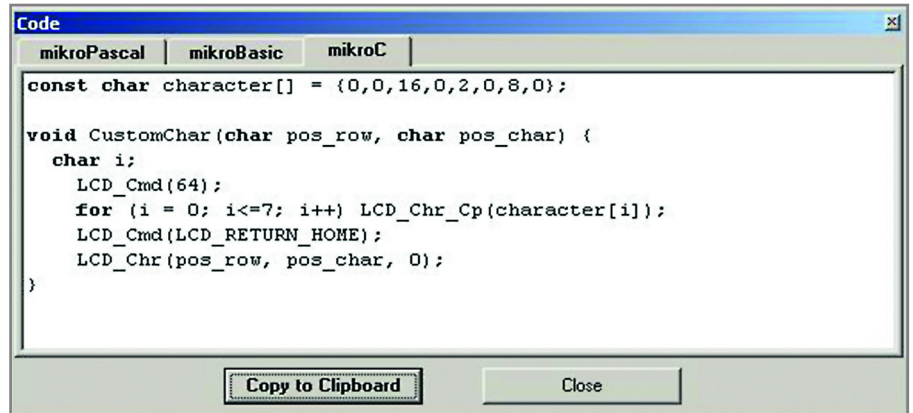 Code
mikroPascal mikroBasic mikroC
const char character[] = {0,0,16,0,2,0,8,0};
void CustomChar(char pos_row, char pos_char) {
char i;
LCD_Cmd(64);
for (i = 0; i<=7; i++) LCD_Chr_Cp(character[i]);
LCD_Cmd(LCD_RETURN_HOME);
LCD_Chr(pos_row, pos_char, 0);
}
Copy to Clipboard Close